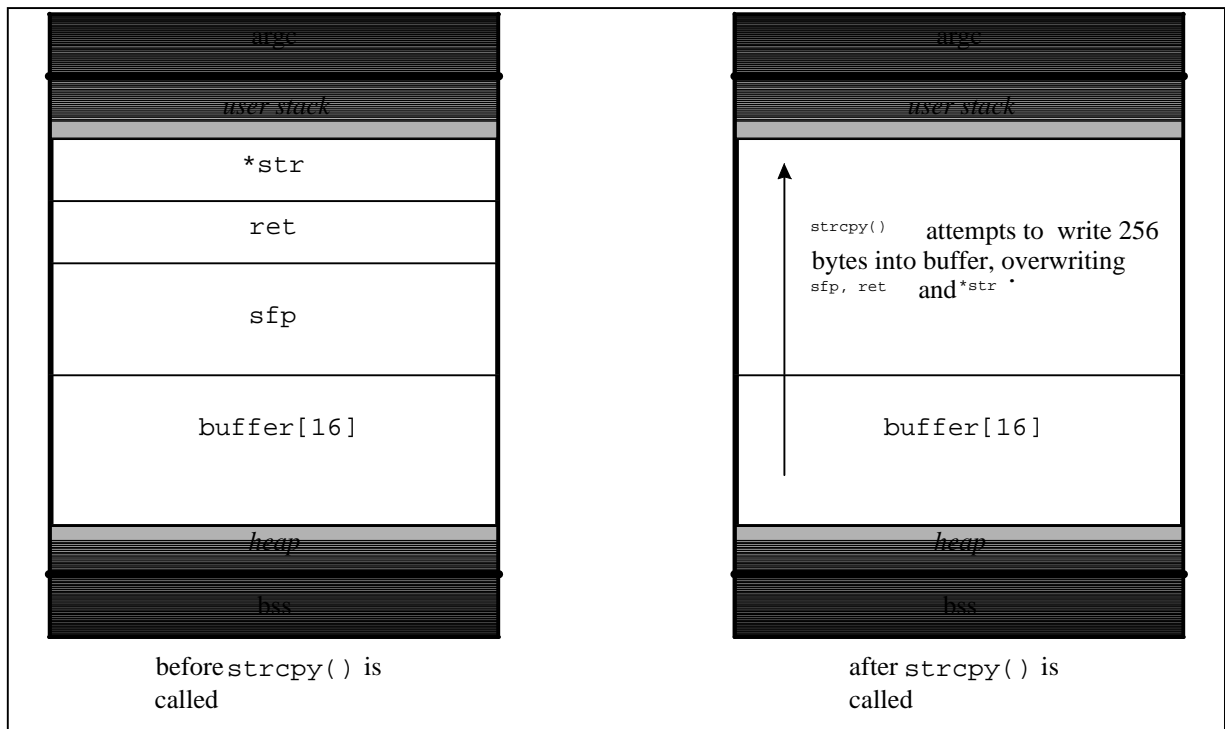 argc
user stack
*str
ret
sfp
buffer[16]
heap
bss
before strcpy() is
called
argc
user stack
strcpy() attempts to write 256
bytes into buffer, overwriting
sfp, ret and *str .
buffer[16]
heap
bss
after strcpy() is
called